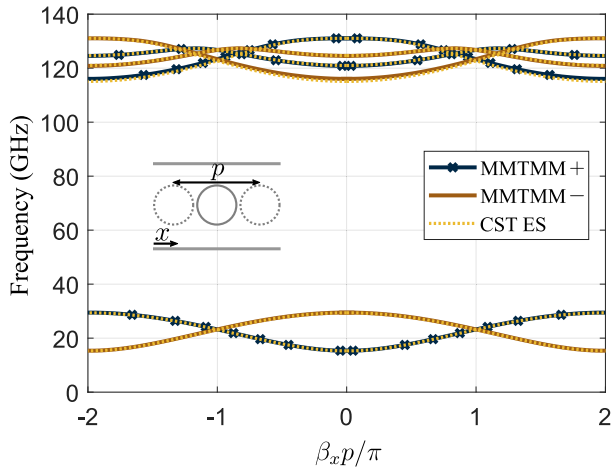 140
120
100
80
60
40
20
0
Frequency (GHz)
p
x
MMTMM +
MMTMM −
CST ES
-2 -1 0 1 2
βₓp/π